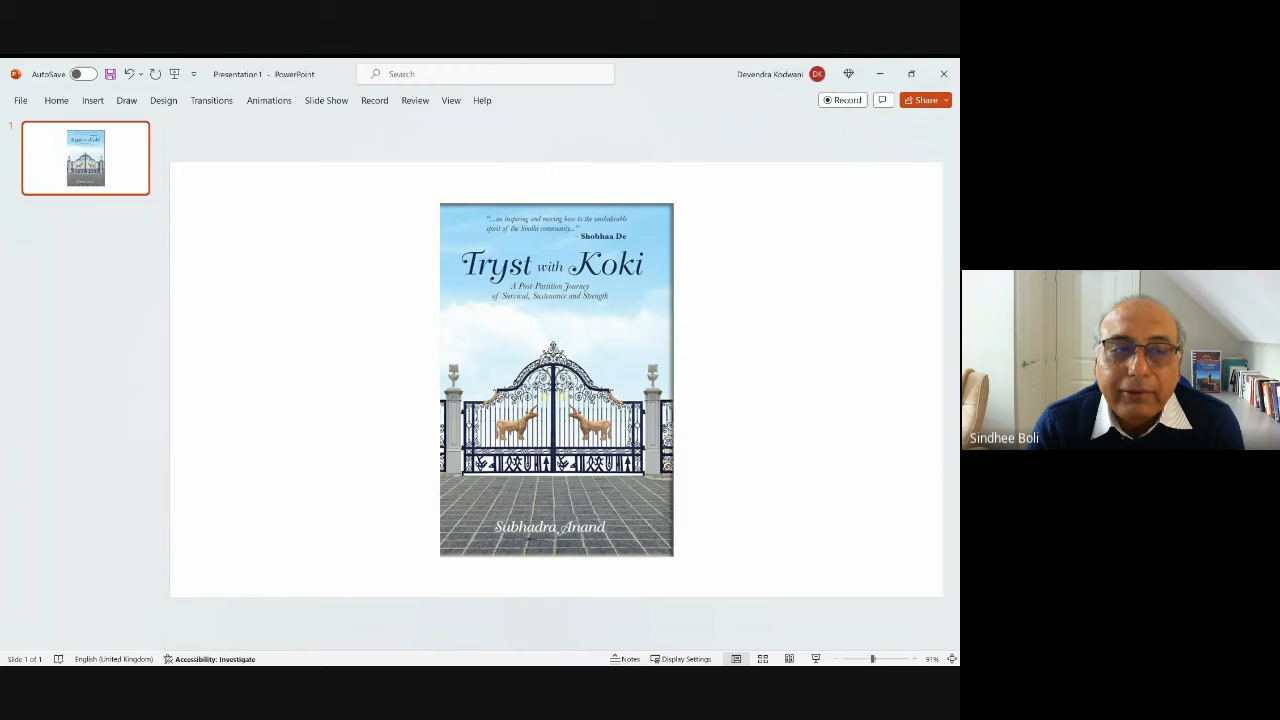 AutoSave
Presentation1 - PowerPoint
Search
Devendra Kodwani
DK
File Home Insert Draw Design Transitions Animations Slide Show Record Review View Help
Record
Share
1
"...an inspiring and moving bow to the unshakeable
spirit of the Sindhi community..."
– Shobhaa De
Tryst with Koki
A Post-Partition Journey
of Survival, Sustenance and Strength
Subhadra Anand
Sindhee Boli
Slide 1 of 1
English (United Kingdom)
Accessibility: Investigate
Notes
Display Settings
91%